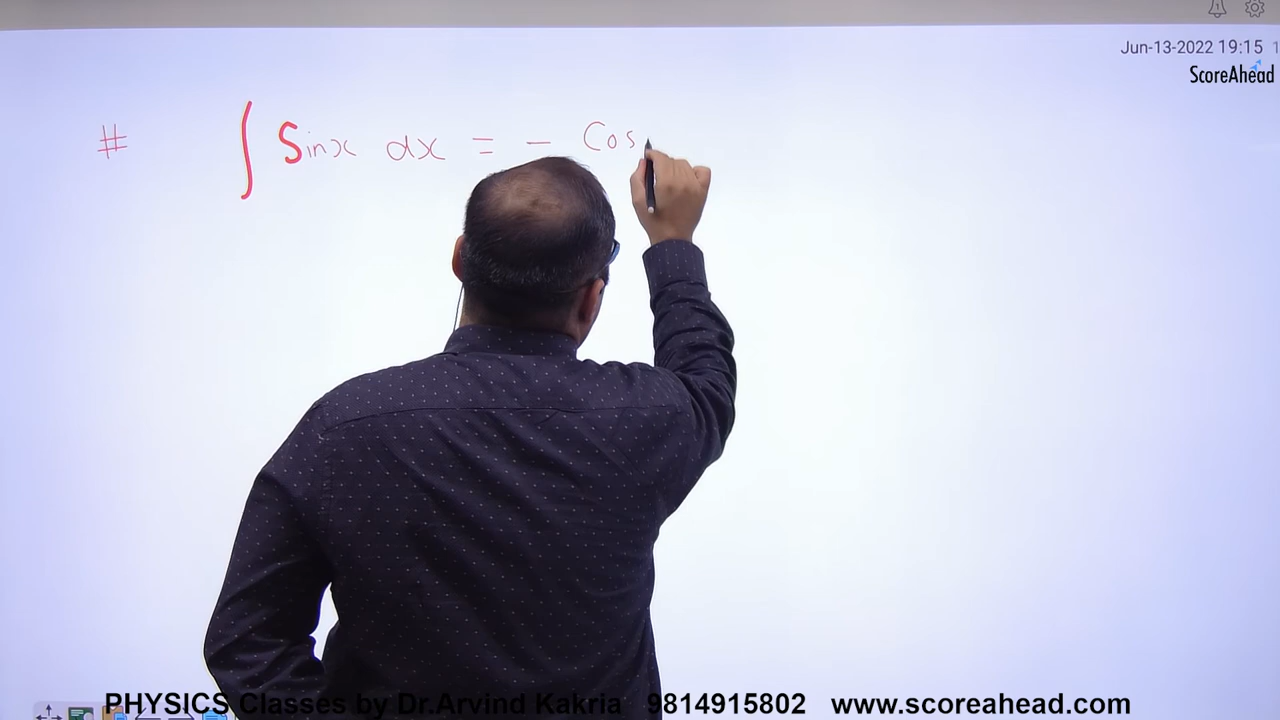 Jun-13-2022 19:15 1
ScoreAhead
# ∫ Sinx dx = - Cos
PHYSICS Classes by Dr.Arvind Kakria 9814915802 www.scoreahead.com